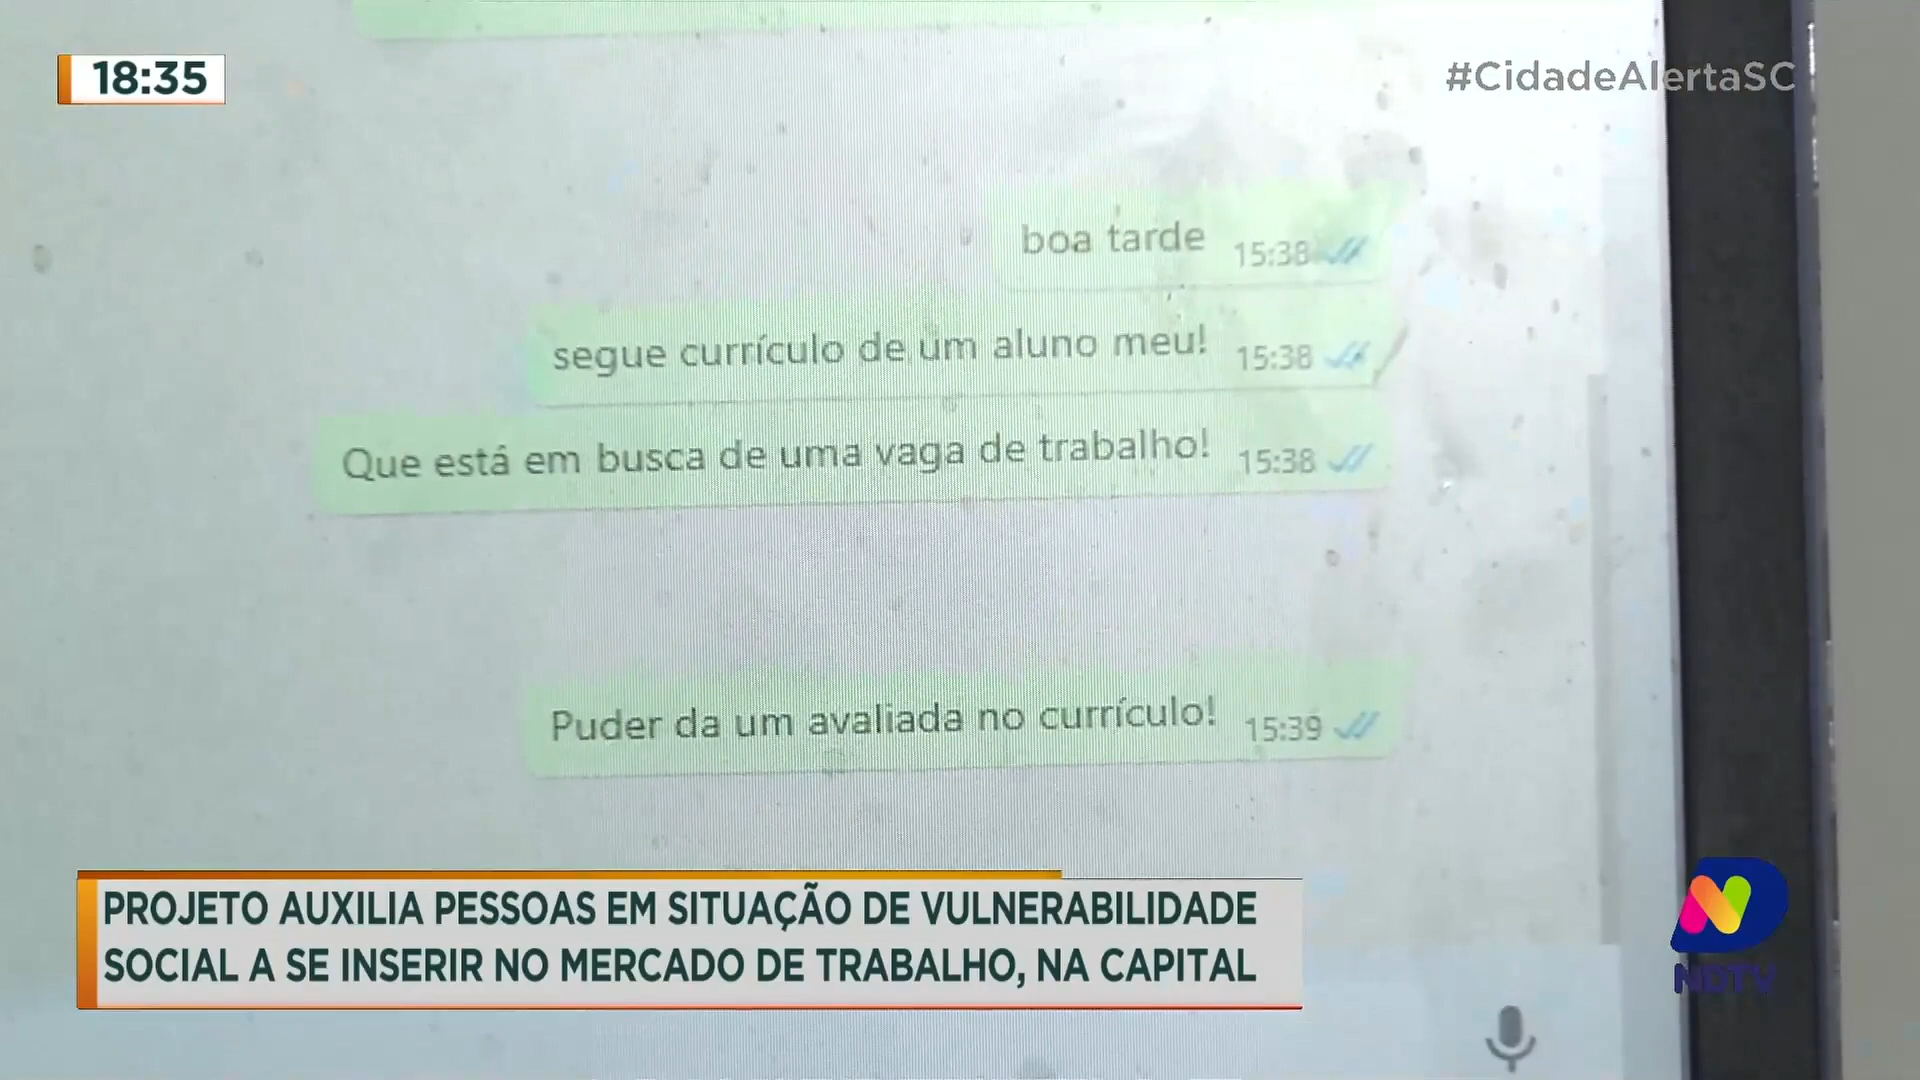 18:35
#CidadeAlertaSC
boa tarde 15:38
segue currículo de um aluno meu! 15:38
Que está em busca de uma vaga de trabalho! 15:38
Puder da um avaliada no currículo! 15:39
PROJETO AUXILIA PESSOAS EM SITUAÇÃO DE VULNERABILIDADE
SOCIAL A SE INSERIR NO MERCADO DE TRABALHO, NA CAPITAL
NDTV